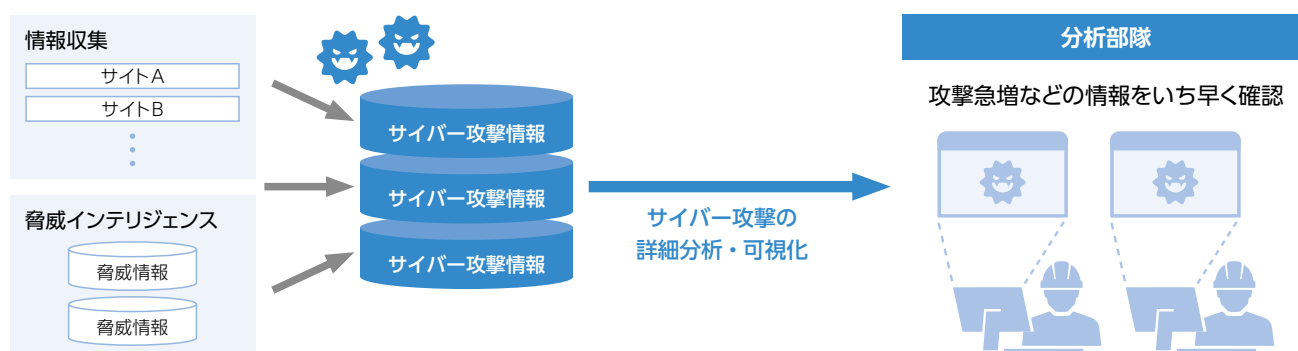 情報収集
サイトA
サイトB
脅威インテリジェンス
脅威情報
脅威情報
サイバー攻撃情報
サイバー攻撃情報
サイバー攻撃情報
サイバー攻撃の
詳細分析・可視化
分析部隊
攻撃急増などの情報をいち早く確認